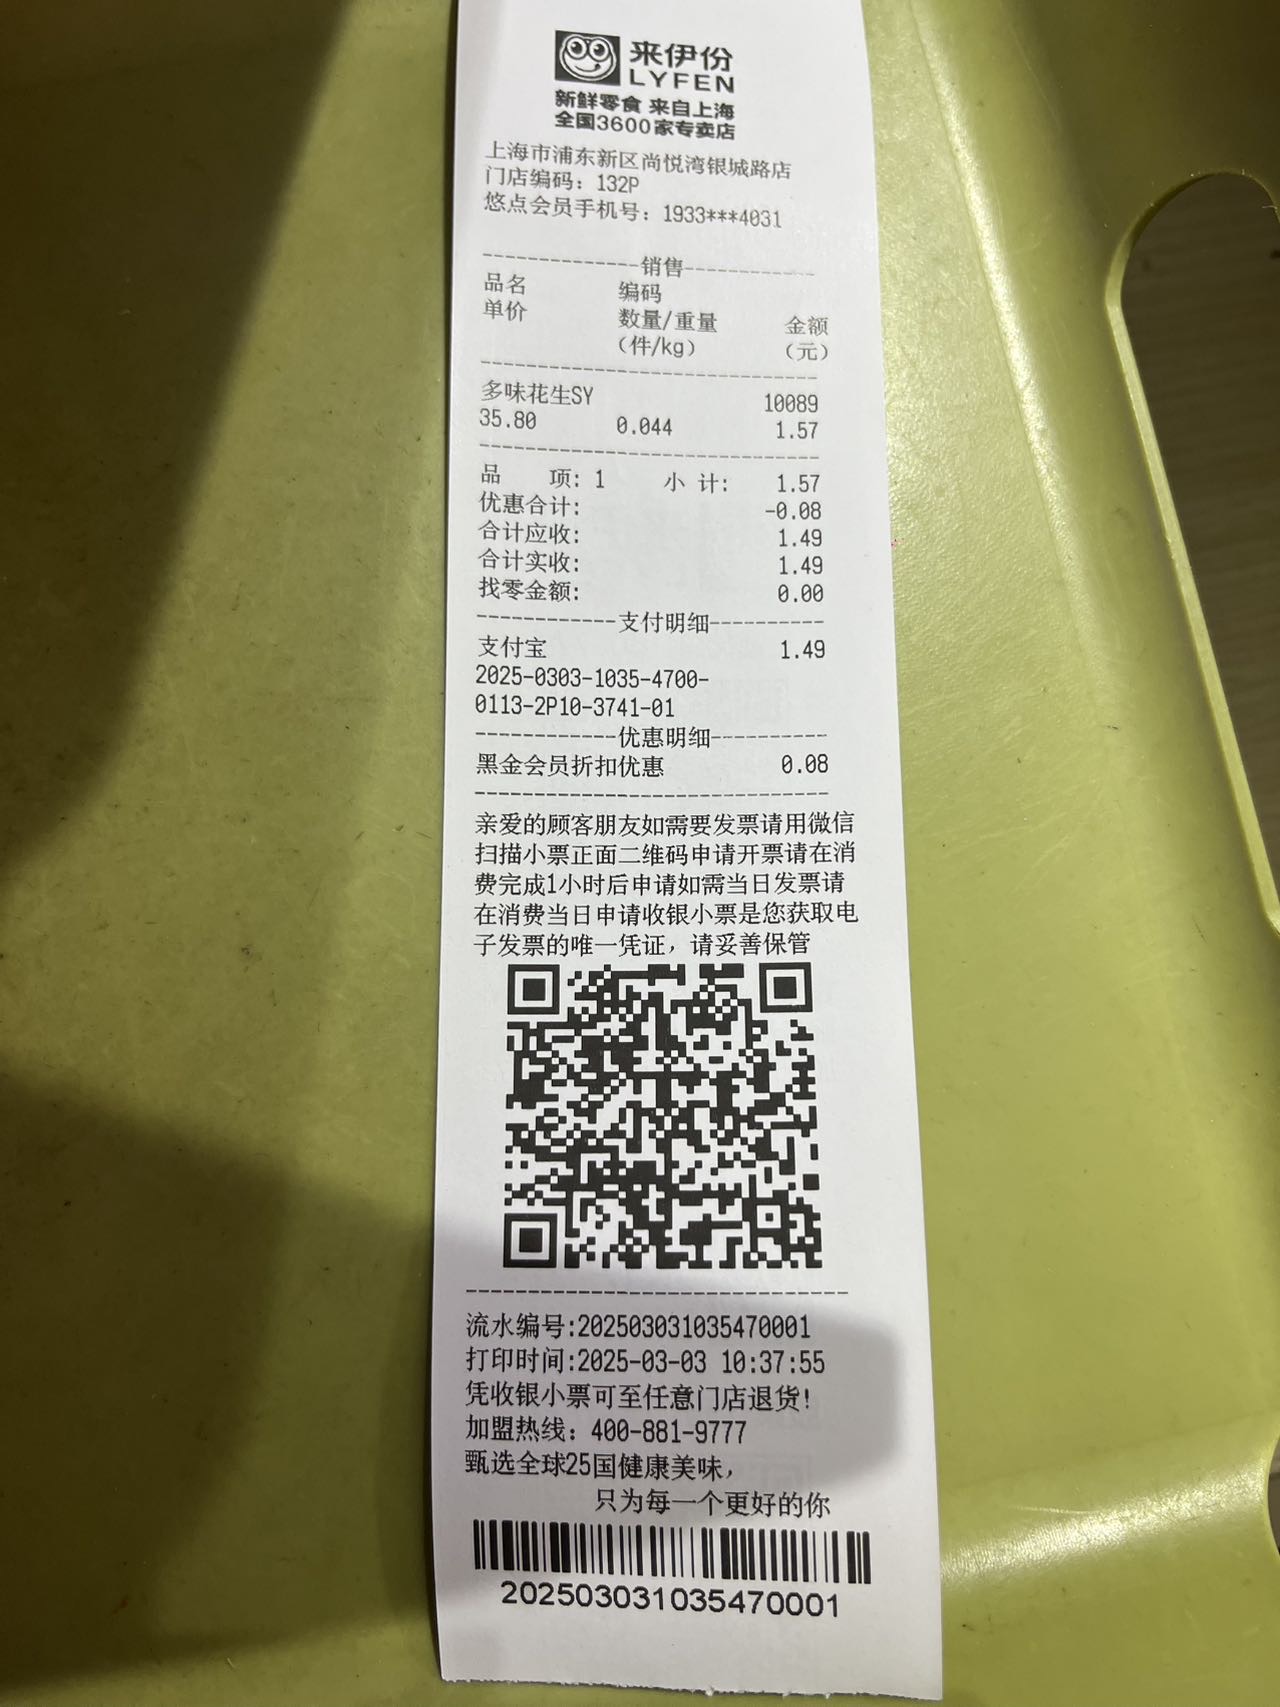 来伊份
LYFEN
新鲜零食 来自上海
全国3600家专卖店
上海市浦东新区尚悦湾银城路店
门店编码：132P
悠点会员手机号：1933***4031
--------------销售------------
品名 编码
单价 数量/重量 金额
（件/kg） （元）
------------------------------
多味花生SY 10089
35.80 0.044 1.57
------------------------------
品 项: 1 小 计: 1.57
优惠合计: -0.08
合计应收: 1.49
合计实收: 1.49
找零金额: 0.00
------------支付明细----------
支付宝 1.49
2025-0303-1035-4700-
0113-2P10-3741-01
------------优惠明细----------
黑金会员折扣优惠 0.08
------------------------------
亲爱的顾客朋友如需要发票请用微信
扫描小票正面二维码申请开票请在消
费完成1小时后申请如需当日发票请
在消费当日申请收银小票是您获取电
子发票的唯一凭证，请妥善保管
------------------------------
流水编号:202503031035470001
打印时间:2025-03-03 10:37:55
凭收银小票可至任意门店退货!
加盟热线：400-881-9777
甄选全球25国健康美味，
只为每一个更好的你
202503031035470001